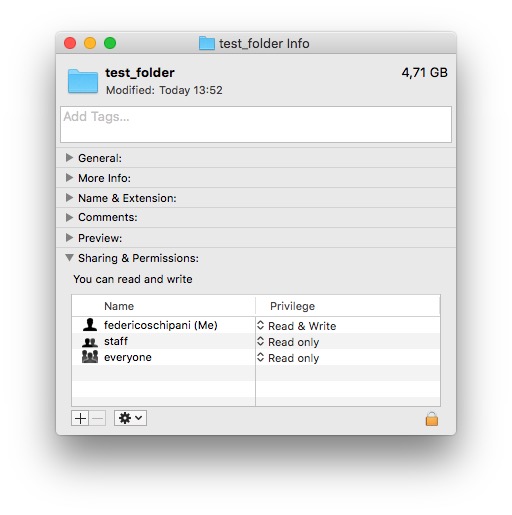 test_folder Info
test_folder 4,71 GB
Modified: Today 13:52
Add Tags...
General:
More Info:
Name & Extension:
Comments:
Preview:
Sharing & Permissions:
You can read and write
Name Privilege
federicoschipani (Me) Read & Write
staff Read only
everyone Read only